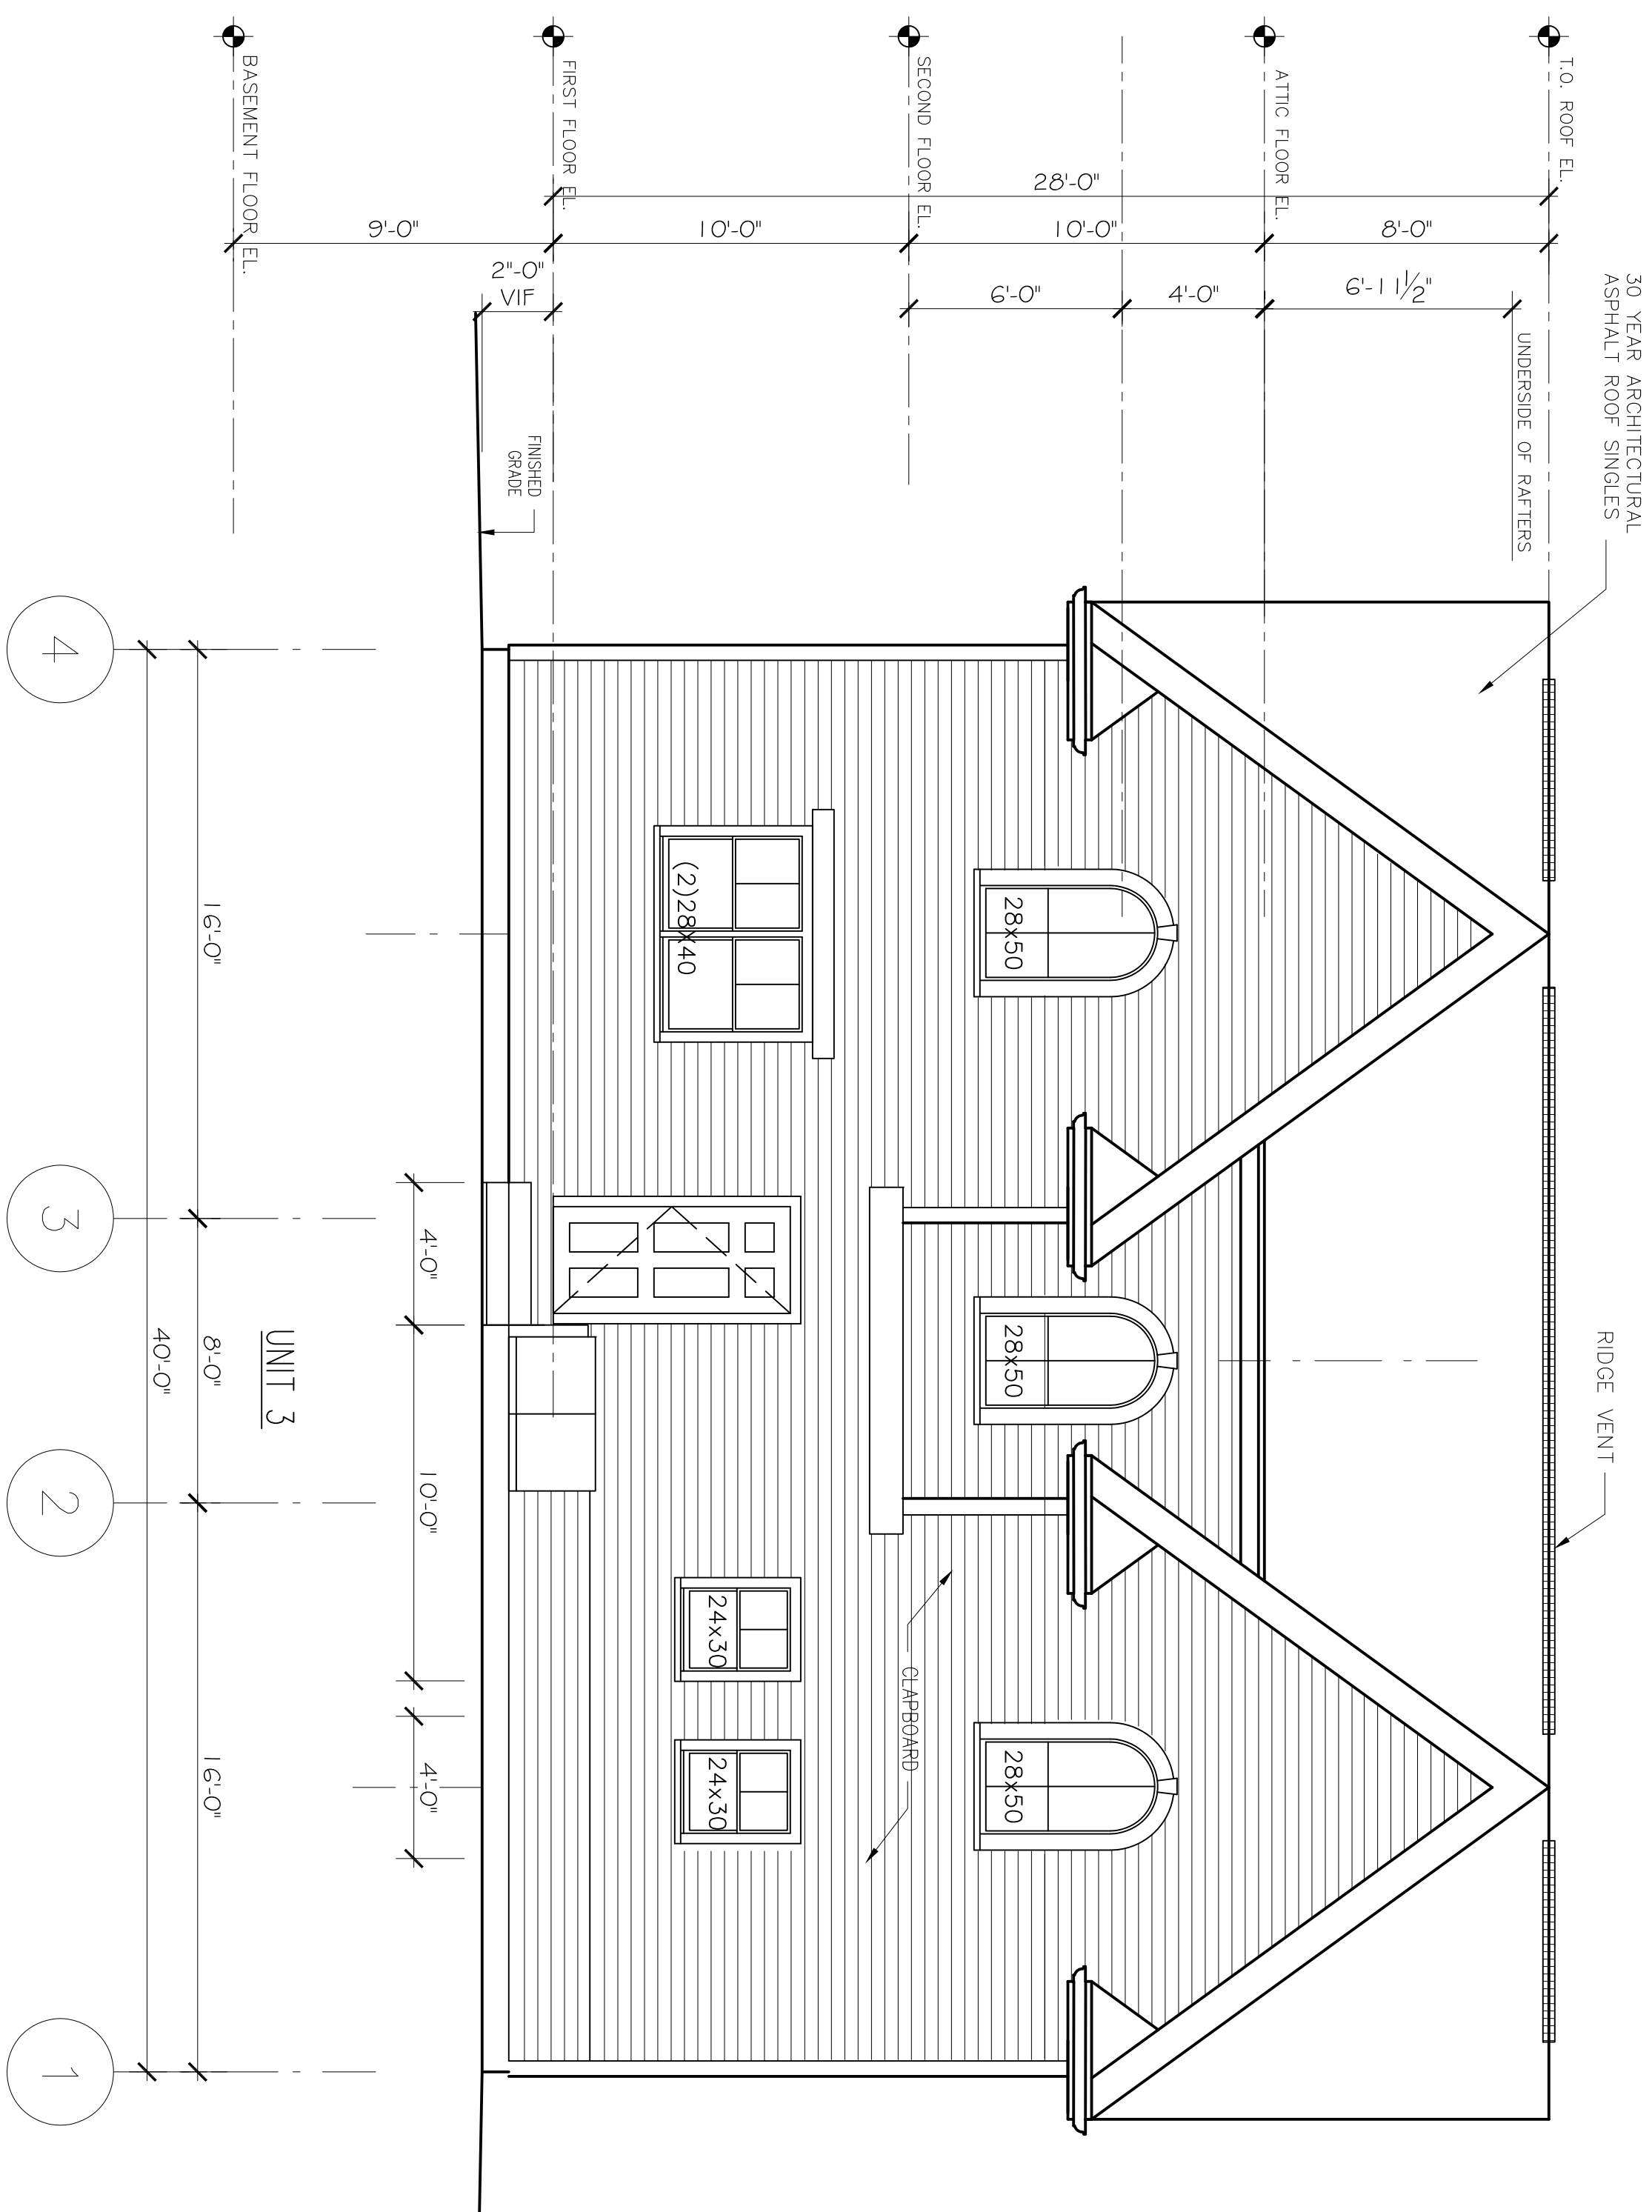 30 YEAR ARCHITECTURAL
ASPHALT ROOF SINGLES
RIDGE VENT
T.O. ROOF EL.
UNDERSIDE OF RAFTERS
8'-0"
6'-11 1/2"
ATTIC FLOOR EL.
28'-0"
10'-0"
4'-0"
6'-0"
SECOND FLOOR EL.
10'-0"
FIRST FLOOR EL.
2"-0"
VIF
FINISHED
GRADE
9'-0"
BASEMENT FLOOR EL.
28x50
28x50
28x50
CLAPBOARD
(2)28x40
24x30
24x30
4'-0"
10'-0"
4'-0"
UNIT 3
16'-0"
8'-0"
16'-0"
40'-0"
4
3
2
1